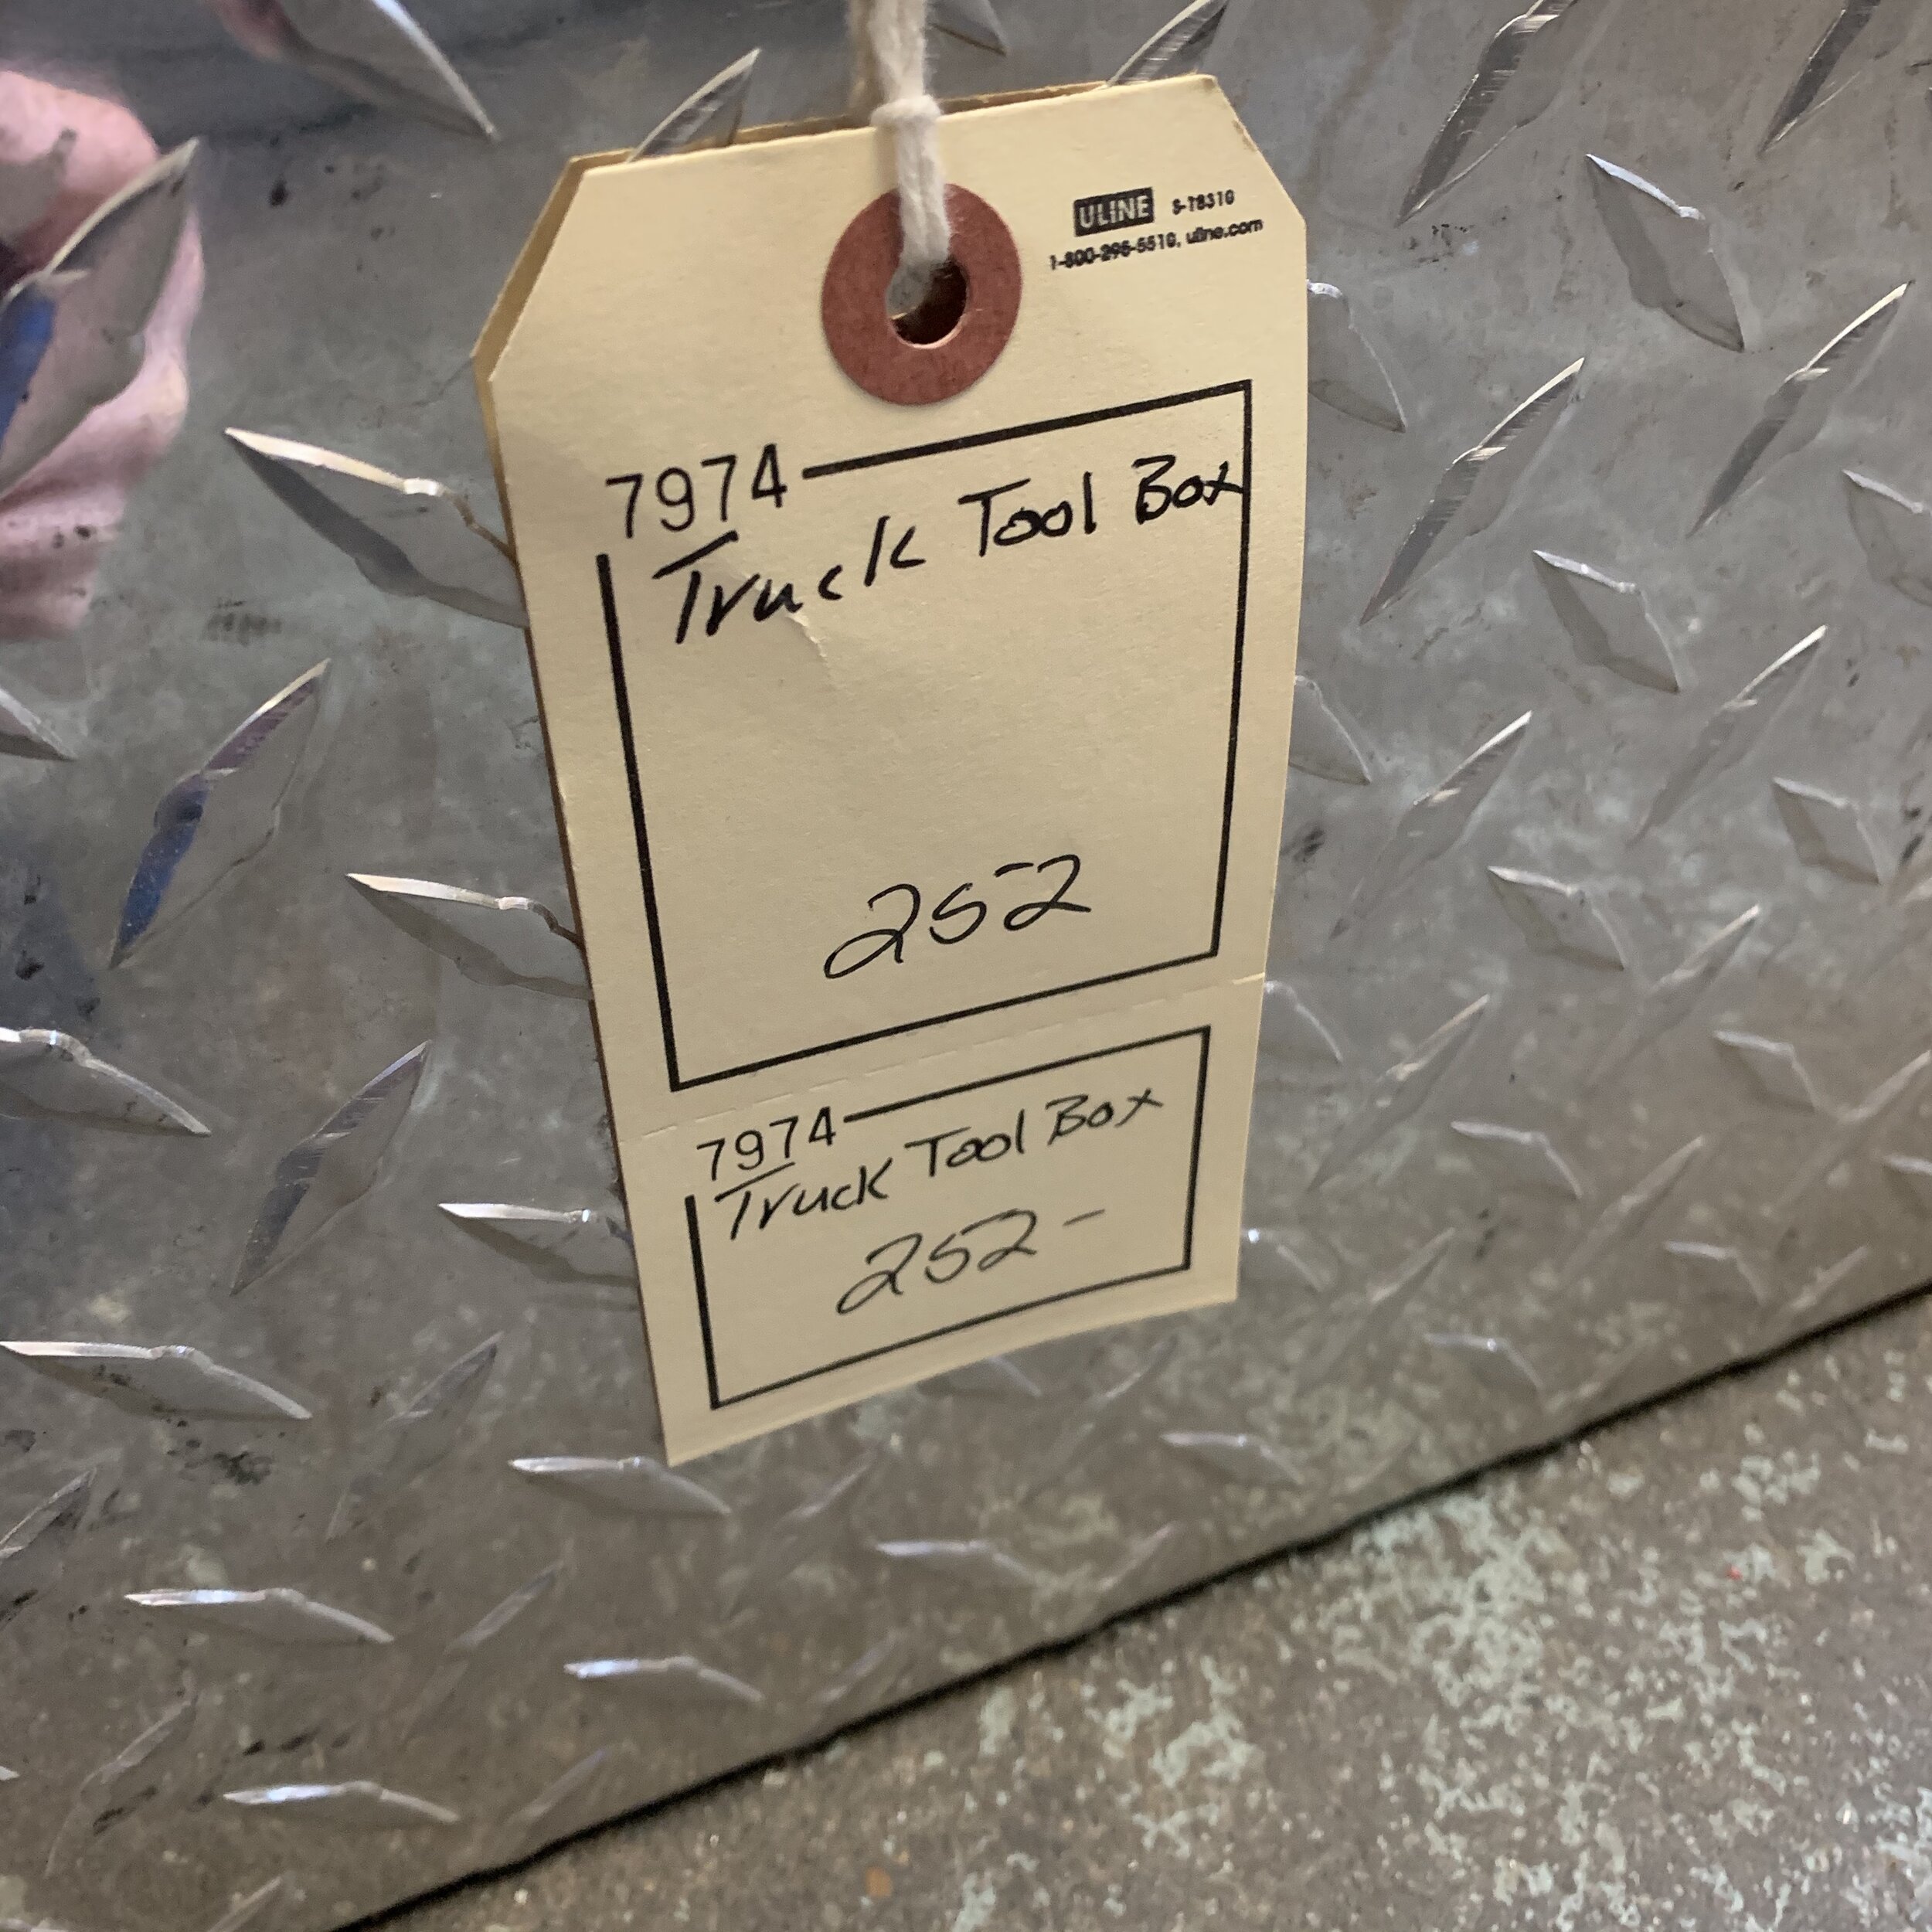 ULINE S-18310
1-800-295-5510, uline.com
7974
Truck Tool Box
252
7974
Truck Tool Box
252-